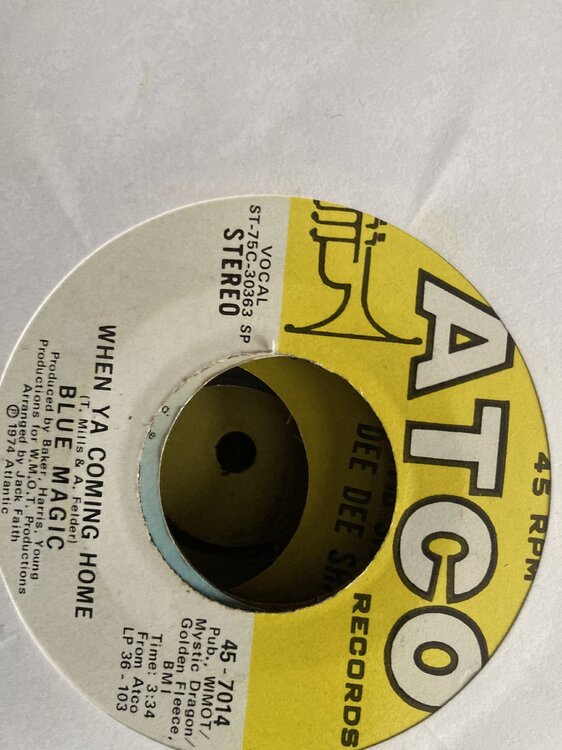 45 RPM
ATCO
RECORDS
VOCAL
ST-75C-30363 SP
STEREO
45-7014
Pub., WIMOT/
Mystic Dragon/
Golden Fleece,
BMI
Time: 3:34
From Atco
LP 36-103
WHEN YA COMING HOME
(T. Mills & A. Felder)
BLUE MAGIC
Produced by Baker, Harris, Young
Productions for W.M.O.T. Productions
Arranged by Jack Faith
Ⓟ 1974 Atlantic
DEE DEE